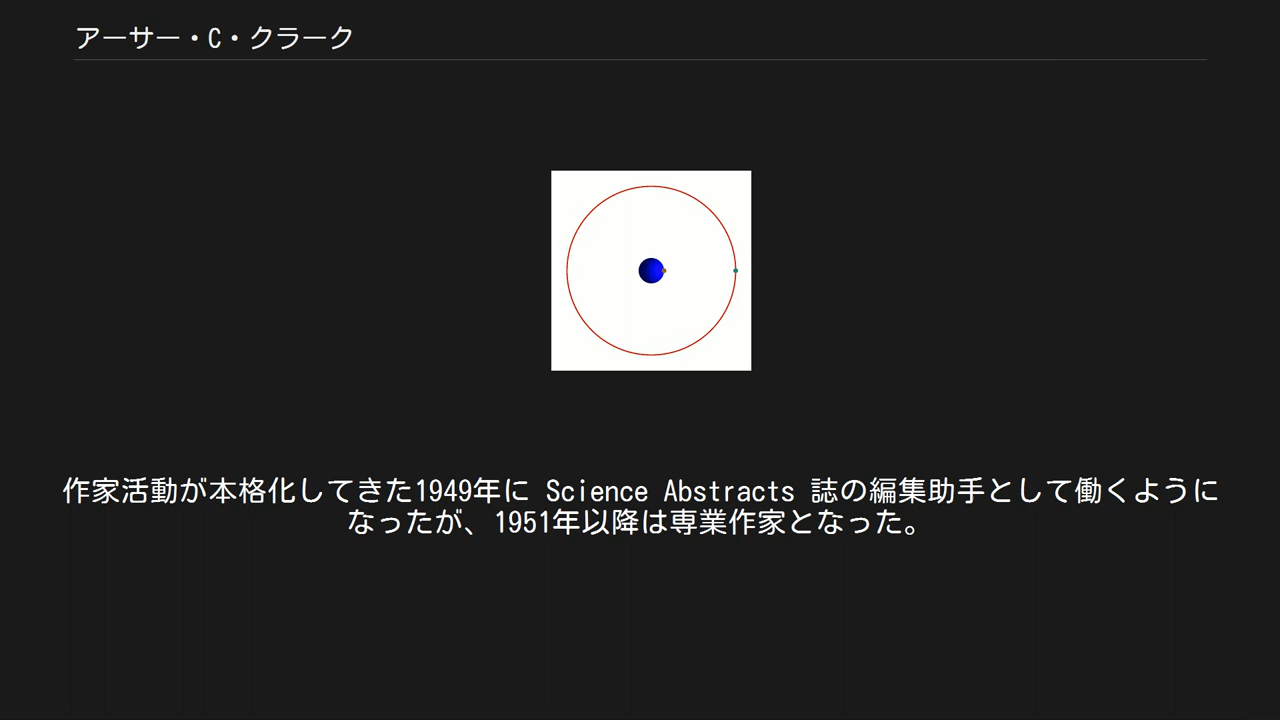 アーサー・C・クラーク
作家活動が本格化してきた1949年に Science Abstracts 誌の編集助手として働くように
なったが、1951年以降は専業作家となった。